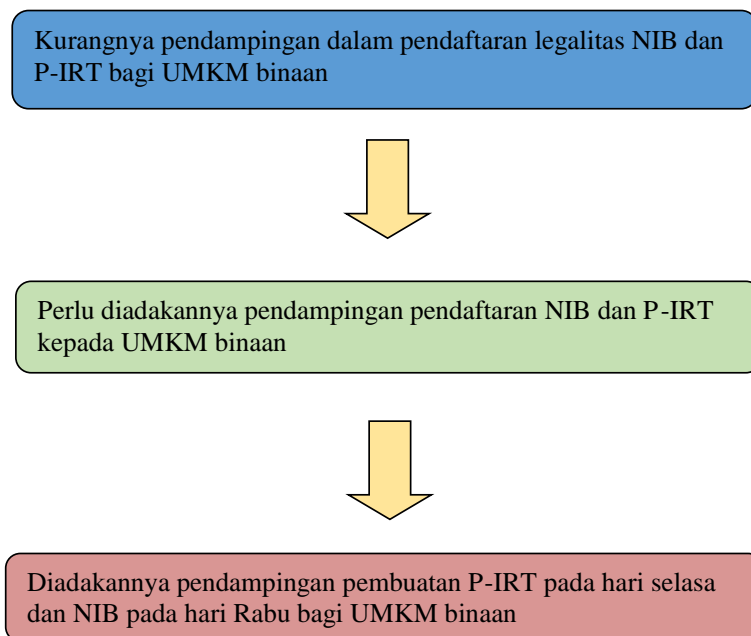 Kurangnya pendampingan dalam pendaftaran legalitas NIB dan
P-IRT bagi UMKM binaan
Perlu diadakannya pendampingan pendaftaran NIB dan P-IRT
kepada UMKM binaan
Diadakannya pendampingan pembuatan P-IRT pada hari selasa
dan NIB pada hari Rabu bagi UMKM binaan